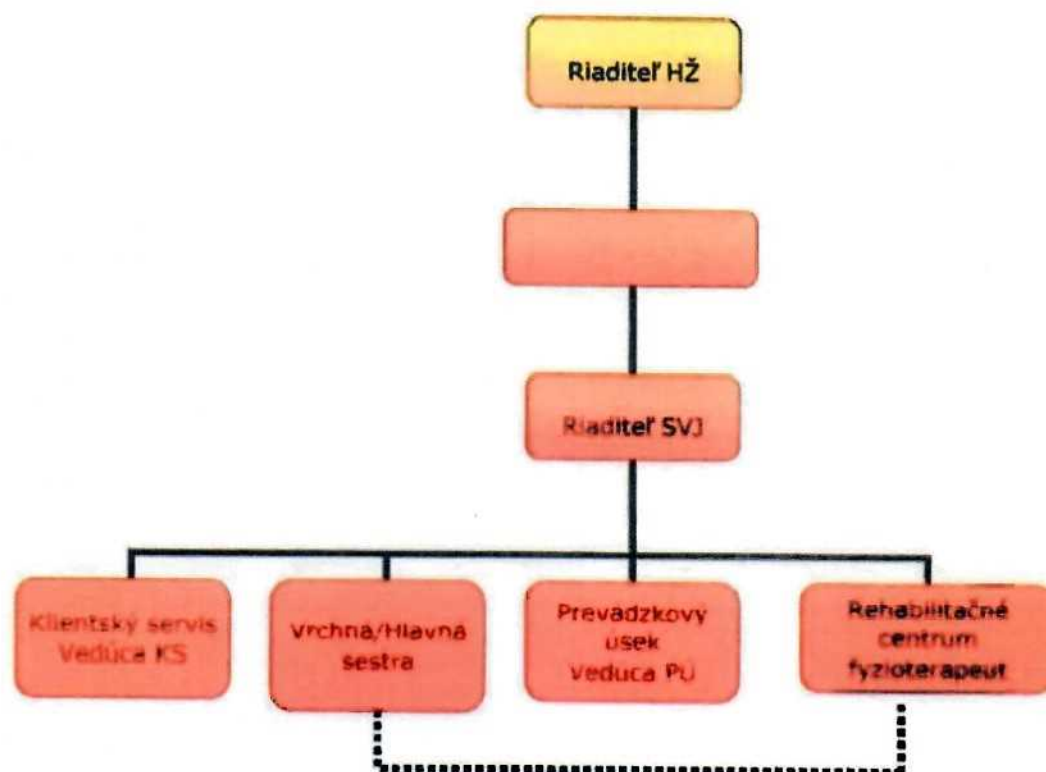 Riaditeľ HŽ
Riaditeľ SVJ
Klientský servis
Vedúca KS
Vrchná/Hlavná
sestra
Prevádzkový
úsek
Vedúca PÚ
Rehabilitačné
centrum
fyzioterapeut